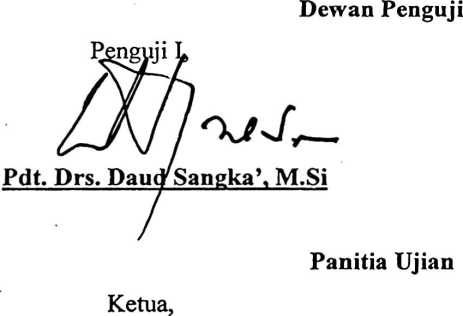 Dewan Penguji
Penguji I,
Pdt. Drs. Daud Sangka’, M.Si
Panitia Ujian
Ketua,